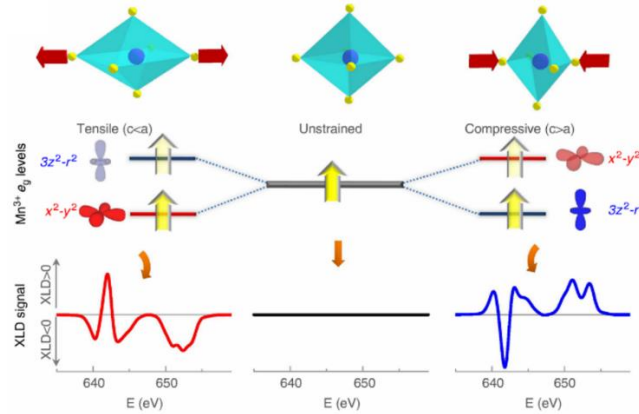 Tensile (c<a) Unstrained Compressive (c>a)
Mn³⁺ e_g levels
3z²-r² x²-y²
x²-y² 3z²-r
XLD signal
XLD>0
XLD<0
640 650 640 650 640 650
E (eV) E (eV) E (eV)